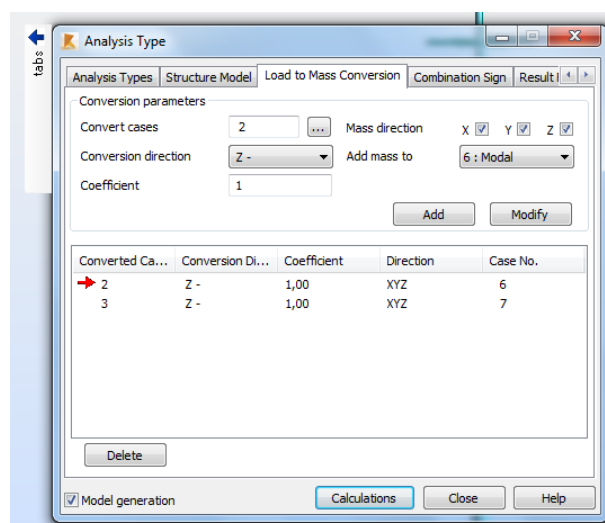 tabs
Analysis Type
Analysis Types Structure Model Load to Mass Conversion Combination Sign Result
Conversion parameters
Convert cases 2 ... Mass direction X Y Z
Conversion direction Z - Add mass to 6 : Modal
Coefficient 1
Add Modify
Converted Ca... Conversion Di... Coefficient Direction Case No.
2 Z - 1,00 XYZ 6
3 Z - 1,00 XYZ 7
Delete
Model generation Calculations Close Help